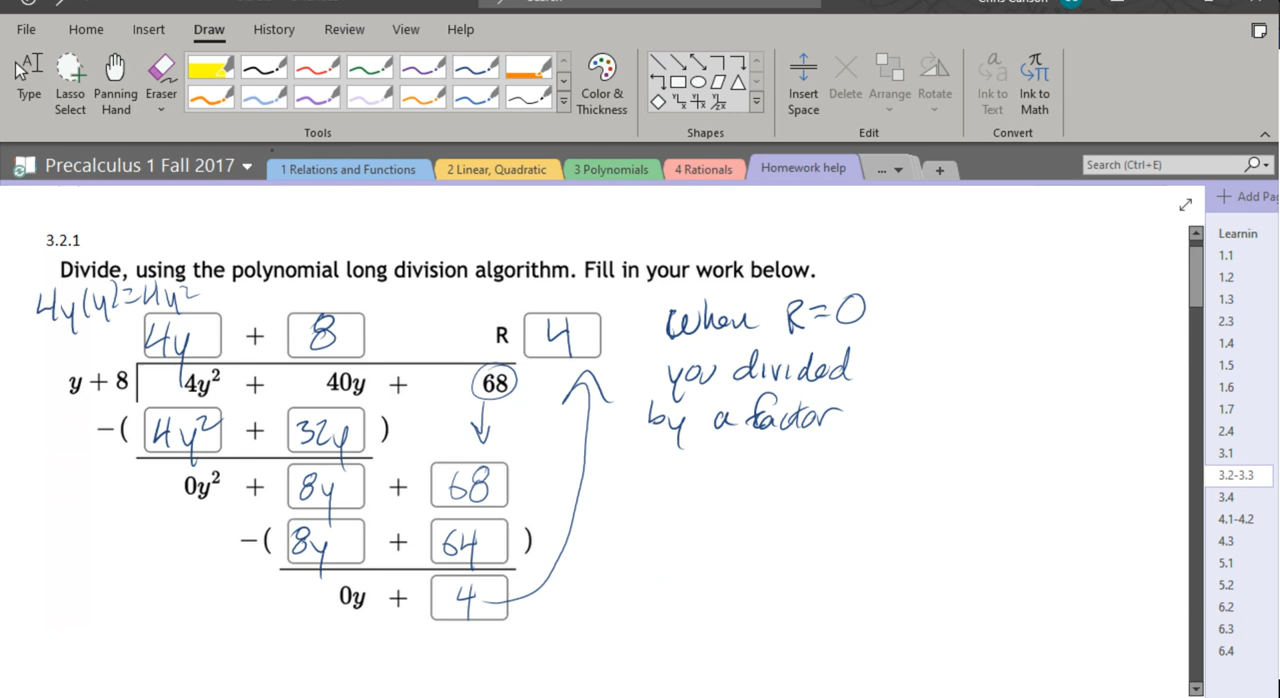 File Home Insert Draw History Review View Help
Type
Lasso Select
Panning Hand
Eraser
Color & Thickness
Insert Space
Delete
Arrange
Rotate
Ink to Text
Ink to Math
Tools
Shapes
Edit
Convert
Precalculus 1 Fall 2017
1 Relations and Functions
2 Linear, Quadratic
3 Polynomials
4 Rationals
Homework help
...
Search (Ctrl+E)
3.2.1
Divide, using the polynomial long division algorithm. Fill in your work below.
4y(y)=4y²
4y + 8 R 4
y + 8 4y² + 40y + 68
−( 4y² + 32y )
0y² + 8y + 68
−( 8y + 64 )
0y + 4
When R=0
you divided
by a factor
Add Pag
Learnin
1.1
1.2
1.3
2.3
1.4
1.5
1.6
1.7
2.4
3.1
3.2-3.3
3.4
4.1-4.2
4.3
5.1
5.2
6.2
6.3
6.4